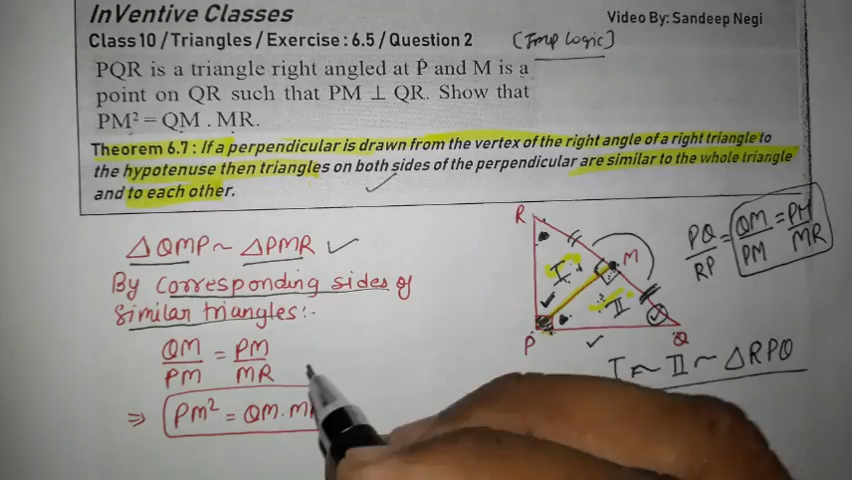 InVentive Classes
Video By: Sandeep Negi
Class 10 / Triangles / Exercise : 6.5 / Question 2
[Imp Logic]
PQR is a triangle right angled at P and M is a
point on QR such that PM ⊥ QR. Show that
PM² = QM . MR.
Theorem 6.7 : If a perpendicular is drawn from the vertex of the right angle of a right triangle to
the hypotenuse then triangles on both sides of the perpendicular are similar to the whole triangle
and to each other.
△QMP ~ △PMR
By corresponding sides of
similar triangles:-
QM/PM = PM/MR
⇒ PM² = QM.M
R
M
I
II
P
Q
PQ/RP = QM/PM = PM/MR
I ~ II ~ △RPQ